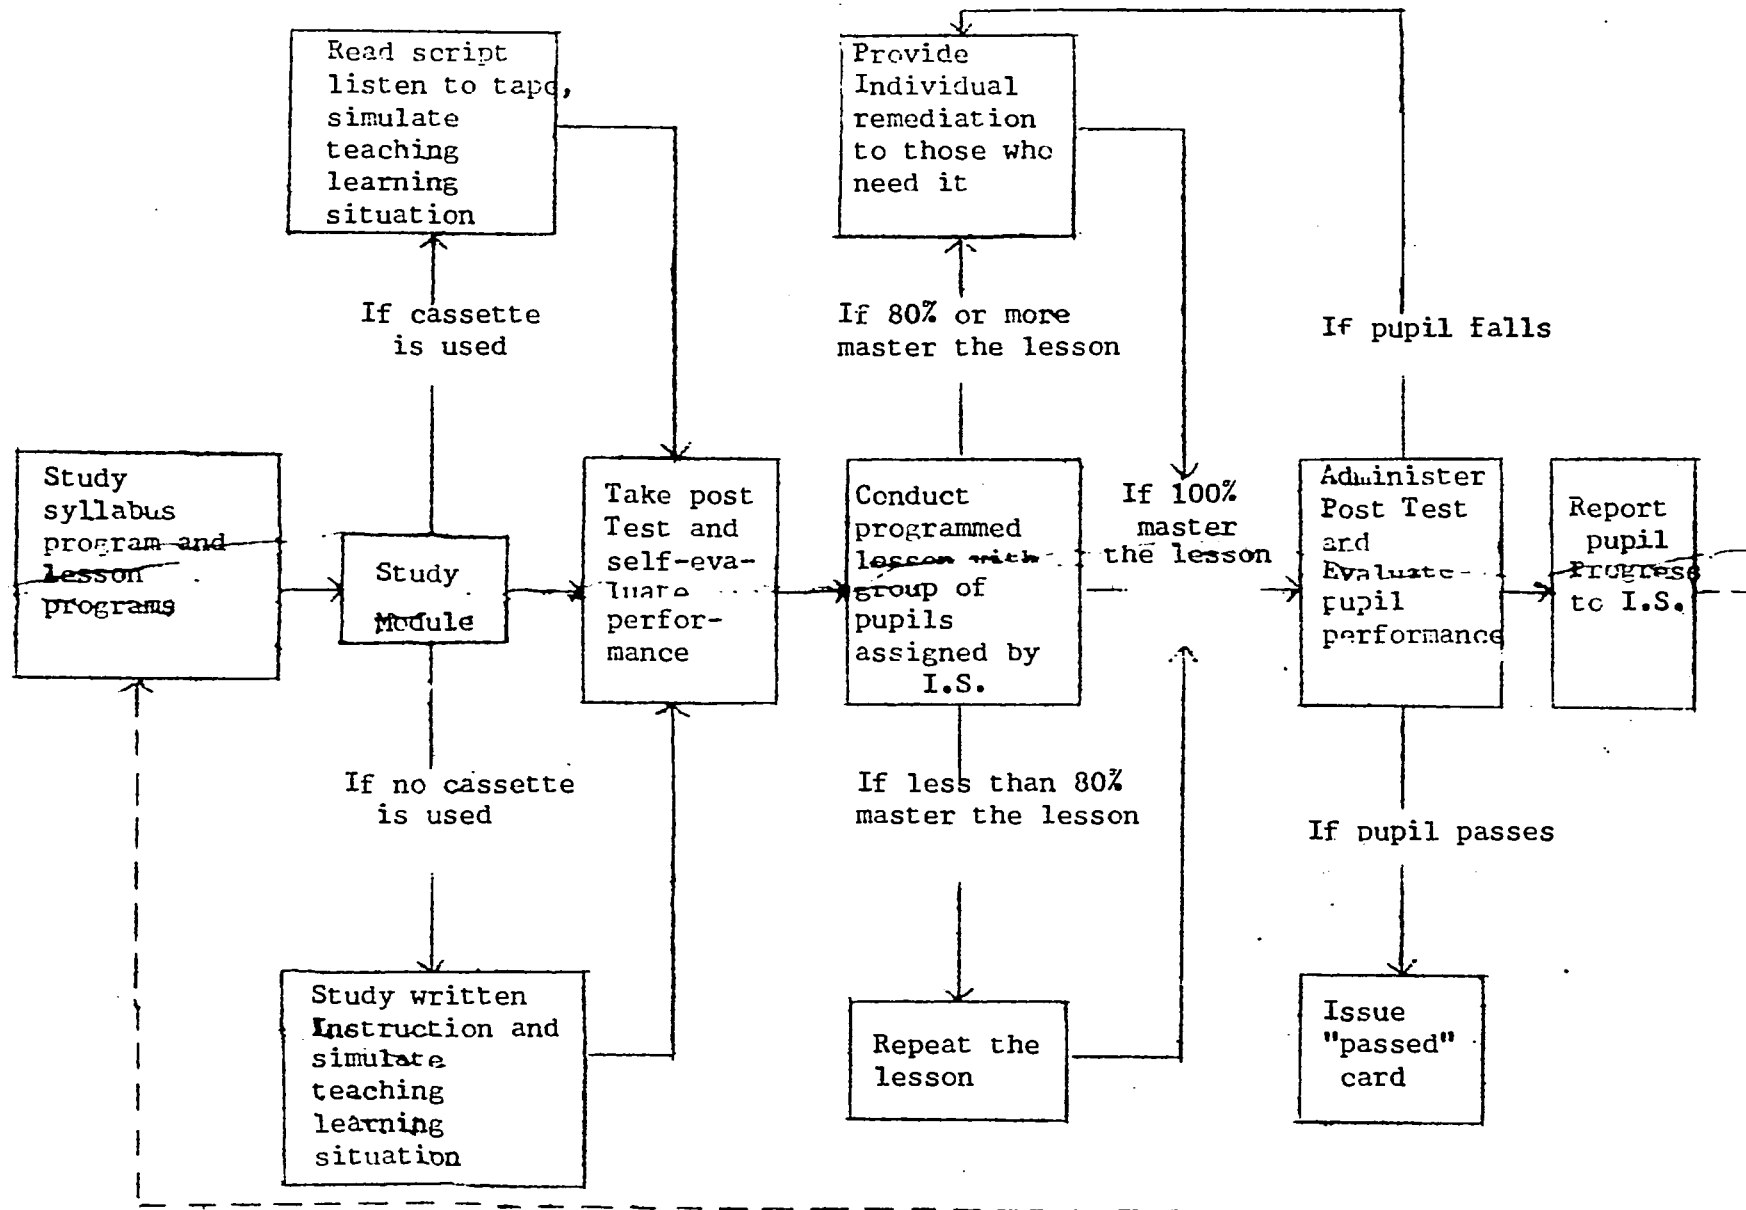 Read script
listen to tape,
simulate
teaching
learning
situation
Provide
Individual
remediation
to those who
need it
If cassette
is used
If 80% or more
master the lesson
If pupil falls
Study
syllabus
program and
lesson
programs
Study
Module
Take post
Test and
self-eva-
luate
perfor-
mance
Conduct
programmed
lesson with
group of
pupils
assigned by
I.S.
If 100%
master
the lesson
Administer
Post Test
and
Evaluate
pupil
performance
Report
pupil
Progress
to I.S.
If no cassette
is used
If less than 80%
master the lesson
If pupil passes
Study written
Instruction and
simulate
teaching
learning
situation
Repeat the
lesson
Issue
"passed"
card